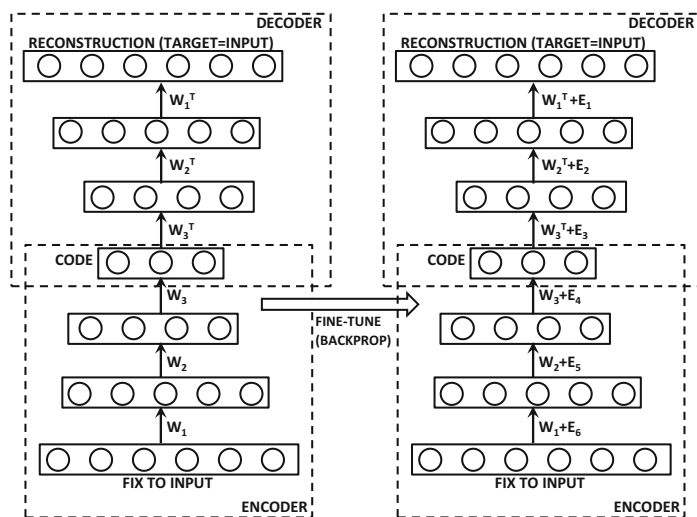 DECODER
RECONSTRUCTION (TARGET=INPUT)
W₁ᵀ
W₂ᵀ
W₃ᵀ
CODE
W₃
W₂
W₁
FIX TO INPUT
ENCODER
FINE-TUNE
(BACKPROP)
DECODER
RECONSTRUCTION (TARGET=INPUT)
W₁ᵀ+E₁
W₂ᵀ+E₂
W₃ᵀ+E₃
CODE
W₃+E₄
W₂+E₅
W₁+E₆
FIX TO INPUT
ENCODER